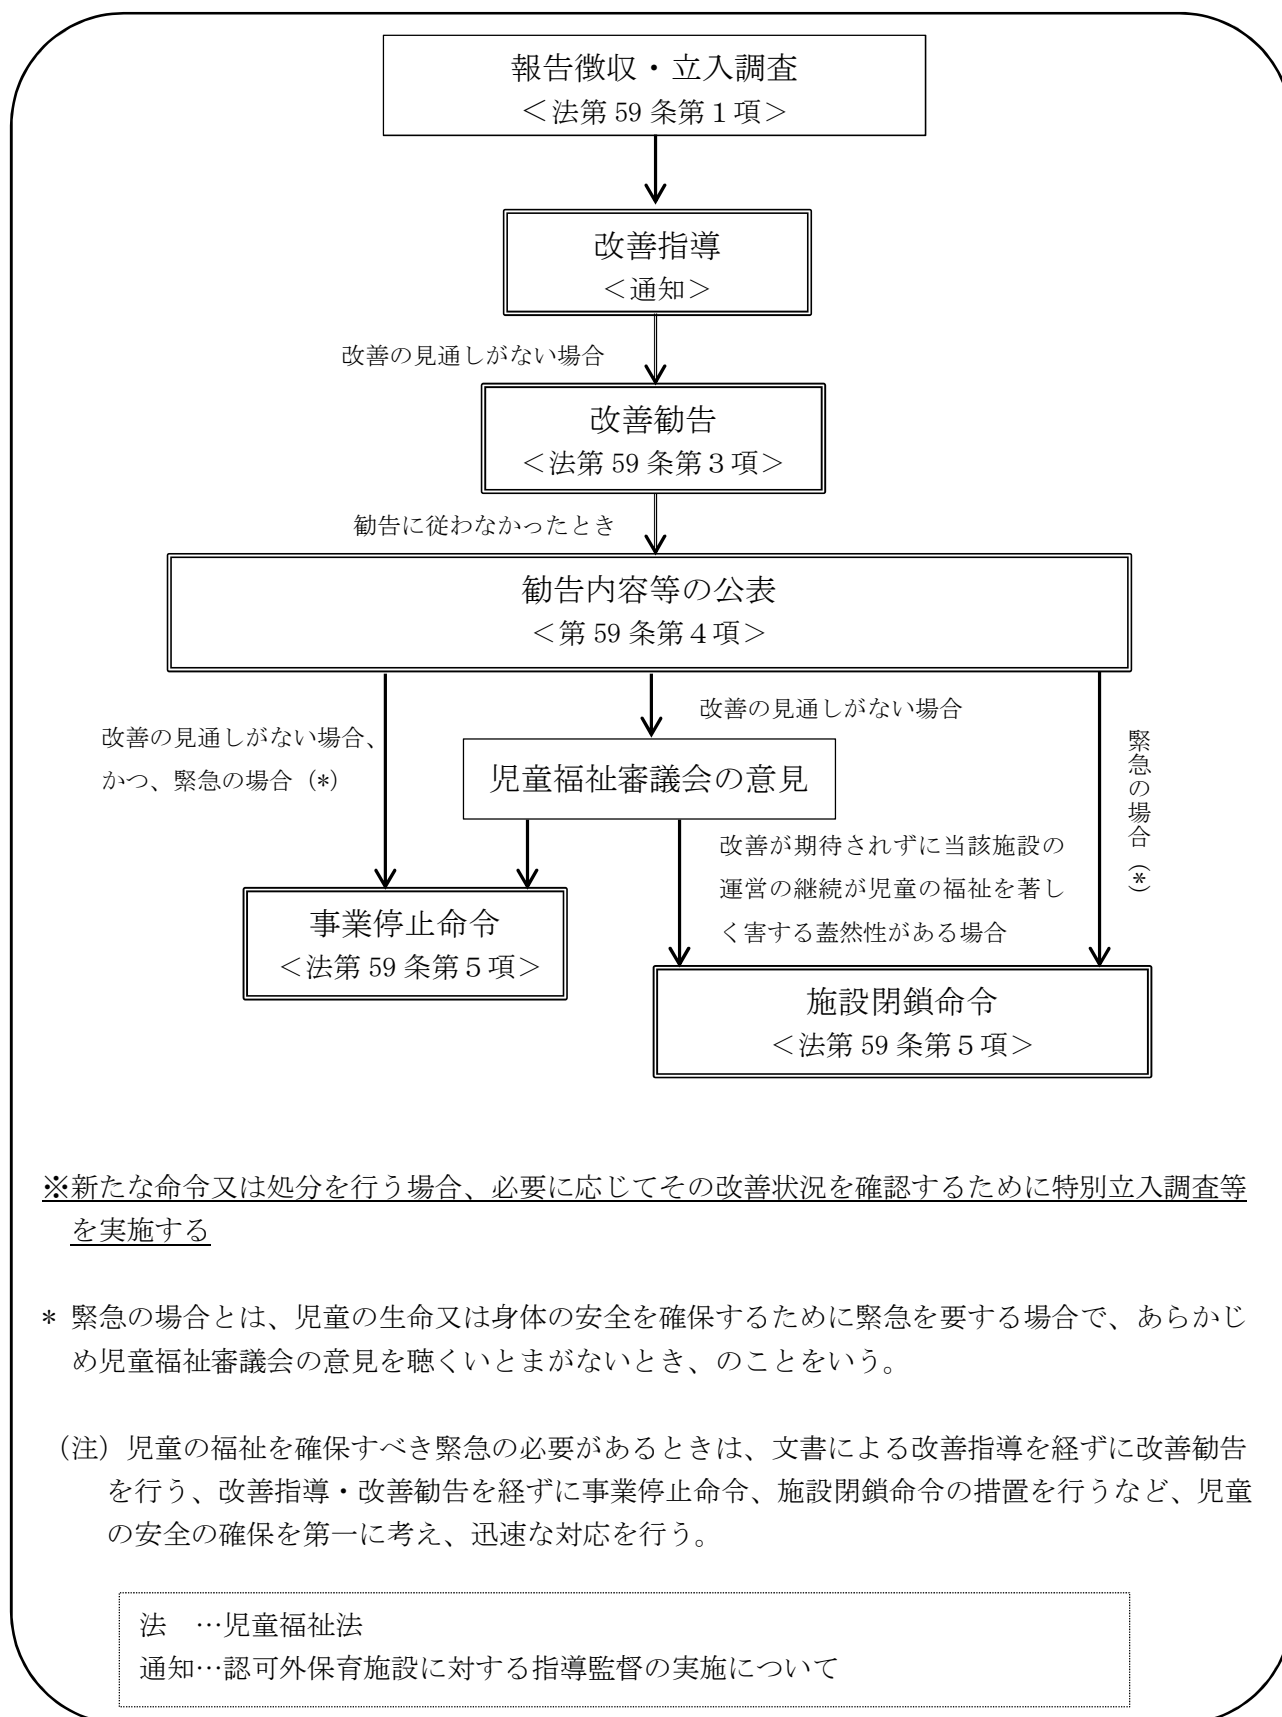 報告徴収・立入調査
＜法第 59 条第１項＞
改善指導
＜通知＞
改善の見通しがない場合
改善勧告
＜法第 59 条第３項＞
勧告に従わなかったとき
勧告内容等の公表
＜第 59 条第４項＞
改善の見通しがない場合、
かつ、緊急の場合（*）
改善の見通しがない場合
緊急の場合（*）
児童福祉審議会の意見
改善が期待されずに当該施設の
運営の継続が児童の福祉を著し
く害する蓋然性がある場合
事業停止命令
＜法第 59 条第５項＞
施設閉鎖命令
＜法第 59 条第５項＞
※新たな命令又は処分を行う場合、必要に応じてその改善状況を確認するために特別立入調査等
を実施する
* 緊急の場合とは、児童の生命又は身体の安全を確保するために緊急を要する場合で、あらかじ
め児童福祉審議会の意見を聴くいとまがないとき、のことをいう。
（注）児童の福祉を確保すべき緊急の必要があるときは、文書による改善指導を経ずに改善勧告
を行う、改善指導・改善勧告を経ずに事業停止命令、施設閉鎖命令の措置を行うなど、児童
の安全の確保を第一に考え、迅速な対応を行う。
法　…児童福祉法
通知…認可外保育施設に対する指導監督の実施について